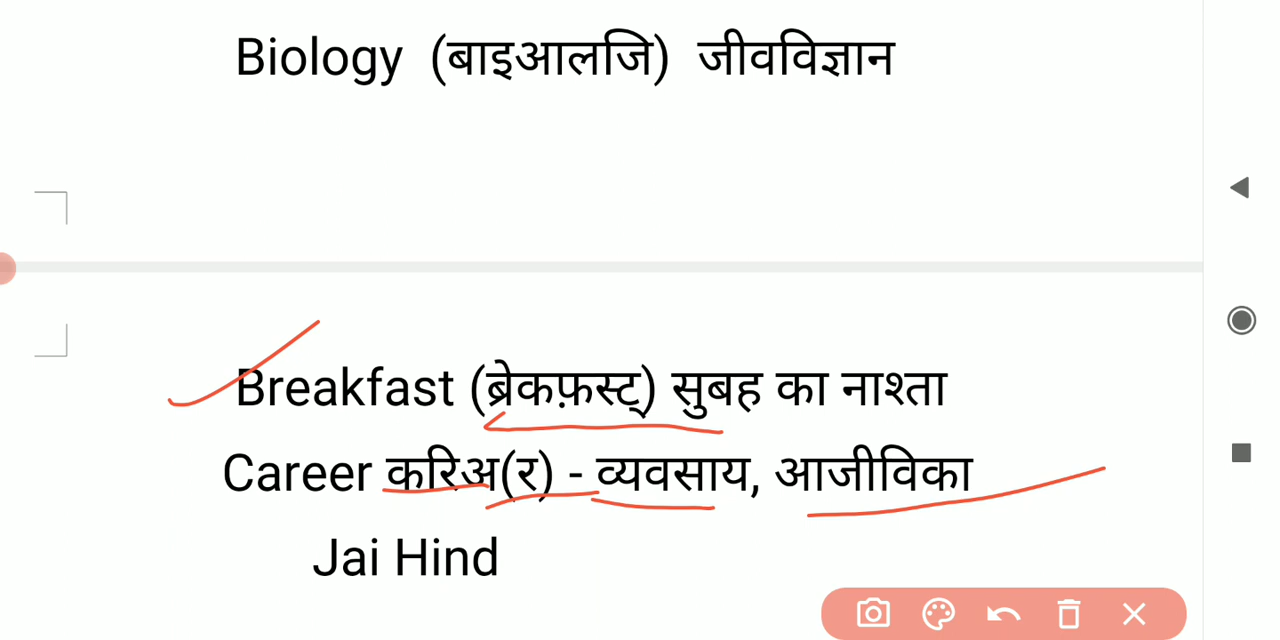 Biology (बाइआलजि) जीवविज्ञान
Breakfast (ब्रेकफ़स्ट्) सुबह का नाश्ता
Career करिअ(र) - व्यवसाय, आजीविका
Jai Hind